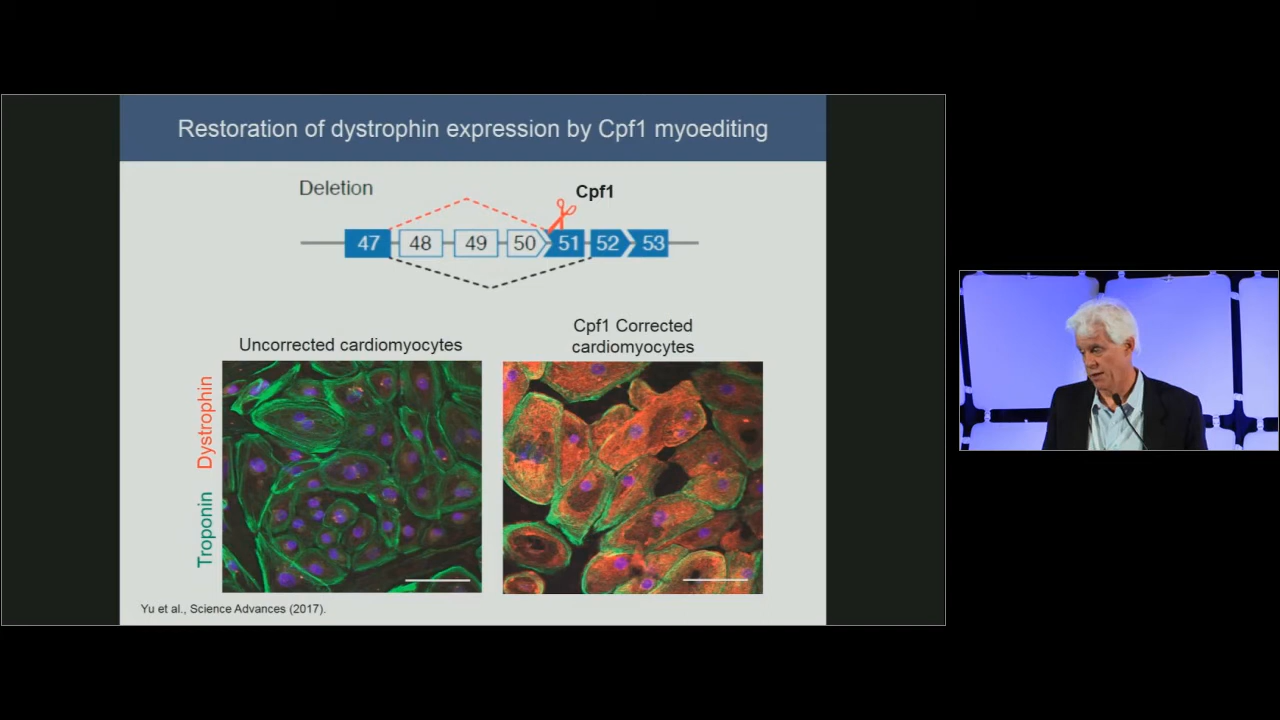 Restoration of dystrophin expression by Cpf1 myoediting
Deletion
Cpf1
47 48 49 50 51 52 53
Uncorrected cardiomyocytes
Cpf1 Corrected
cardiomyocytes
Dystrophin
Troponin
Yu et al., Science Advances (2017).